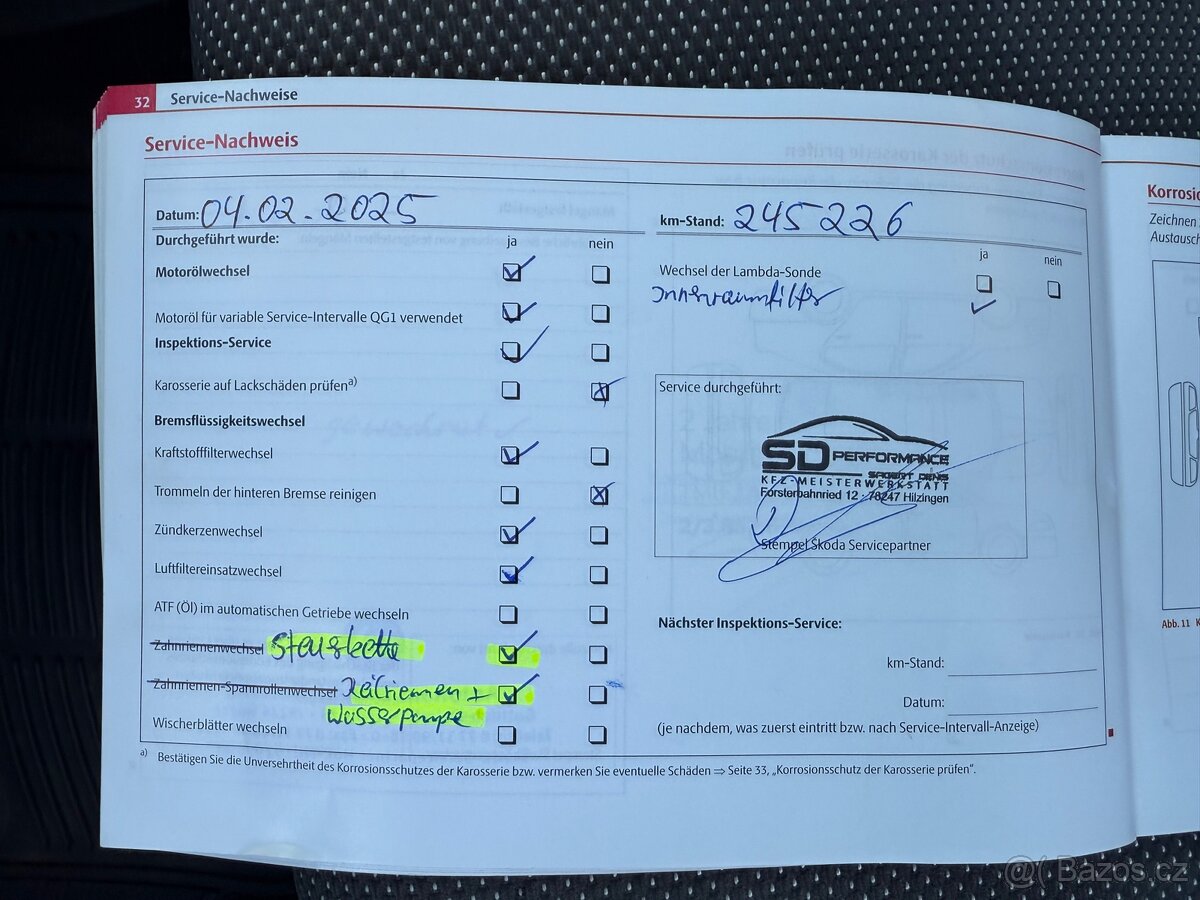 32 Service-Nachweise
Service-Nachweis
Datum: 04.02.2025
Durchgeführt wurde: ja nein
Motorölwechsel
Motoröl für variable Service-Intervalle QG1 verwendet
Inspektions-Service
Karosserie auf Lackschäden prüfen a)
Bremsflüssigkeitswechsel
Kraftstofffilterwechsel
Trommeln der hinteren Bremse reinigen
Zündkerzenwechsel
Luftfiltereinsatzwechsel
ATF (Öl) im automatischen Getriebe wechseln
Zahnriemenwechsel Steuerkette
Zahnriemen-Spannrollenwechsel Keilriemen +
Wasserpumpe
Wischerblätter wechseln
km-Stand: 245226
ja nein
Wechsel der Lambda-Sonde
Innenraumfilter
Service durchgeführt:
SD PERFORMANCE
KFZ-MEISTERWERKSTATT
Försterbahnried 12 · 78247 Hilzingen
Stempel Škoda Servicepartner
Nächster Inspektions-Service:
km-Stand:
Datum:
(je nachdem, was zuerst eintritt bzw. nach Service-Intervall-Anzeige)
a) Bestätigen Sie die Unversehrtheit des Korrosionsschutzes der Karosserie bzw. vermerken Sie eventuelle Schäden ⇒ Seite 33, „Korrosionsschutz der Karosserie prüfen".
Zeichnen
Austausch
Abb. 11 K
Bazos.cz